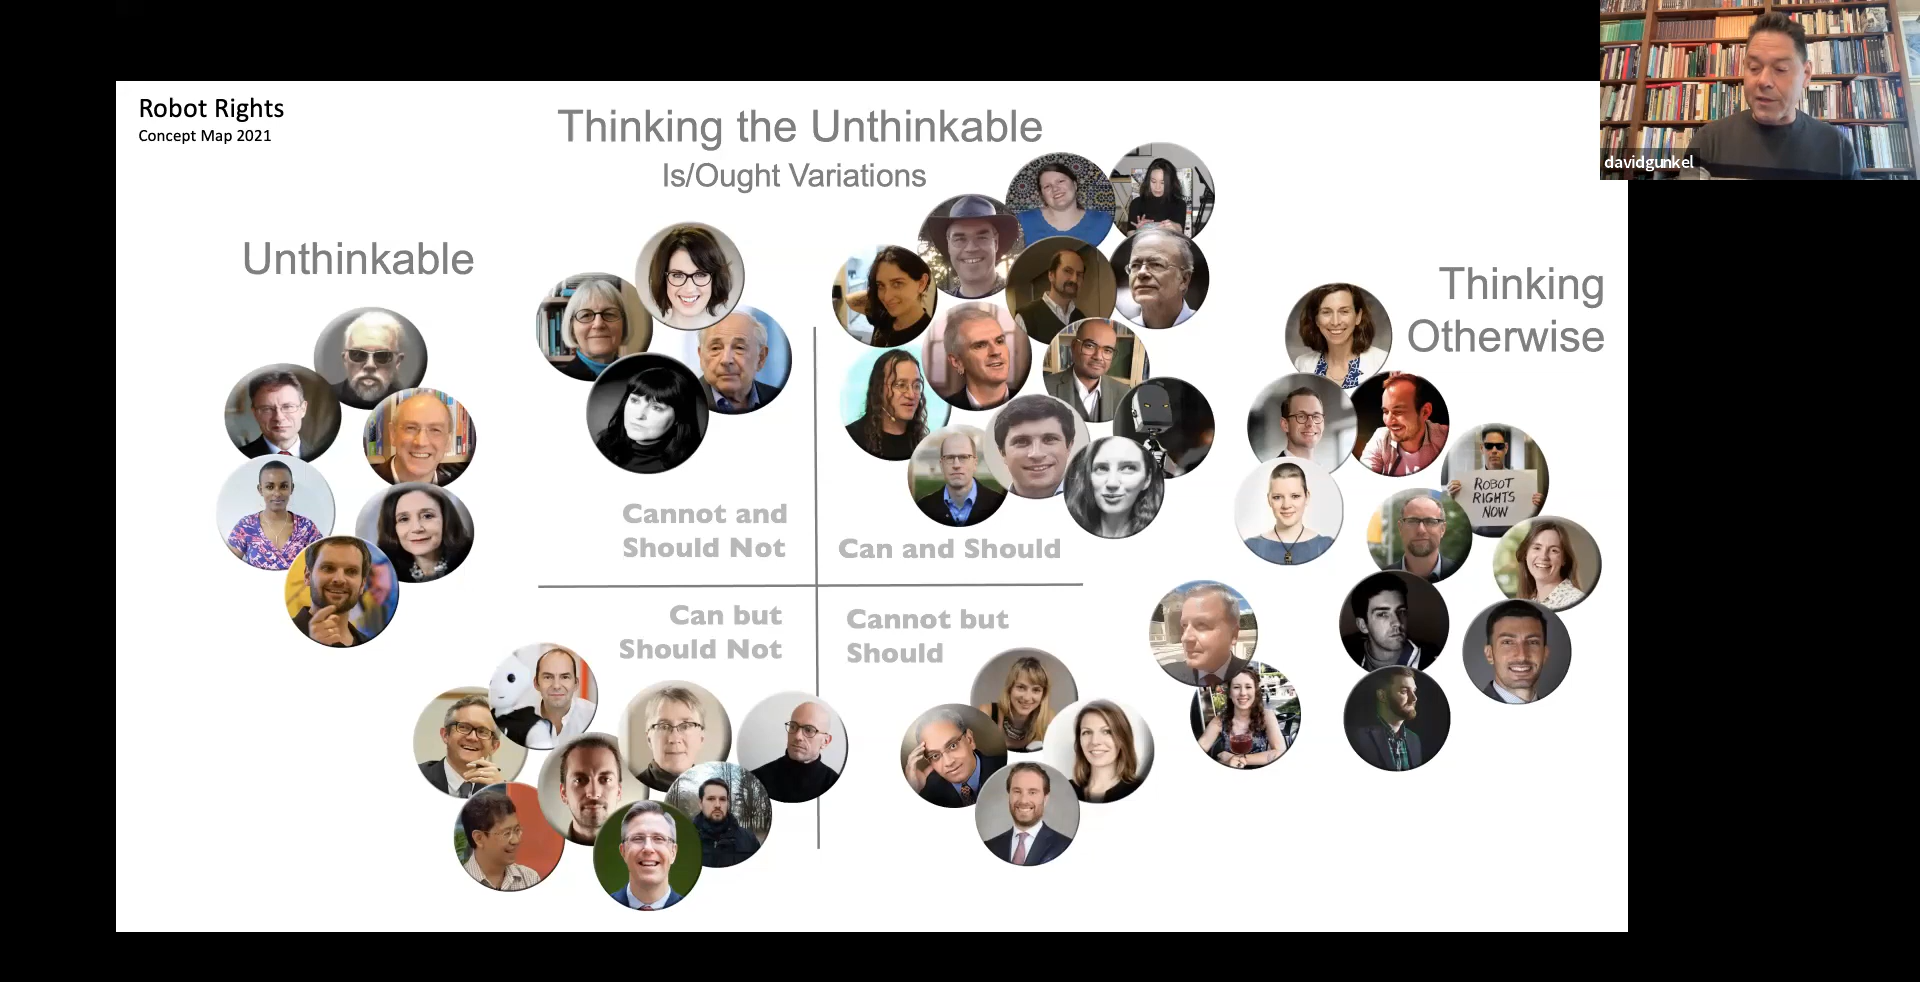 Robot Rights
Concept Map 2021
Thinking the Unthinkable
Is/Ought Variations
Unthinkable
Thinking
Otherwise
Cannot and
Should Not
Can and Should
Can but
Should Not
Cannot but
Should
ROBOT
RIGHTS
NOW
davidgunkel